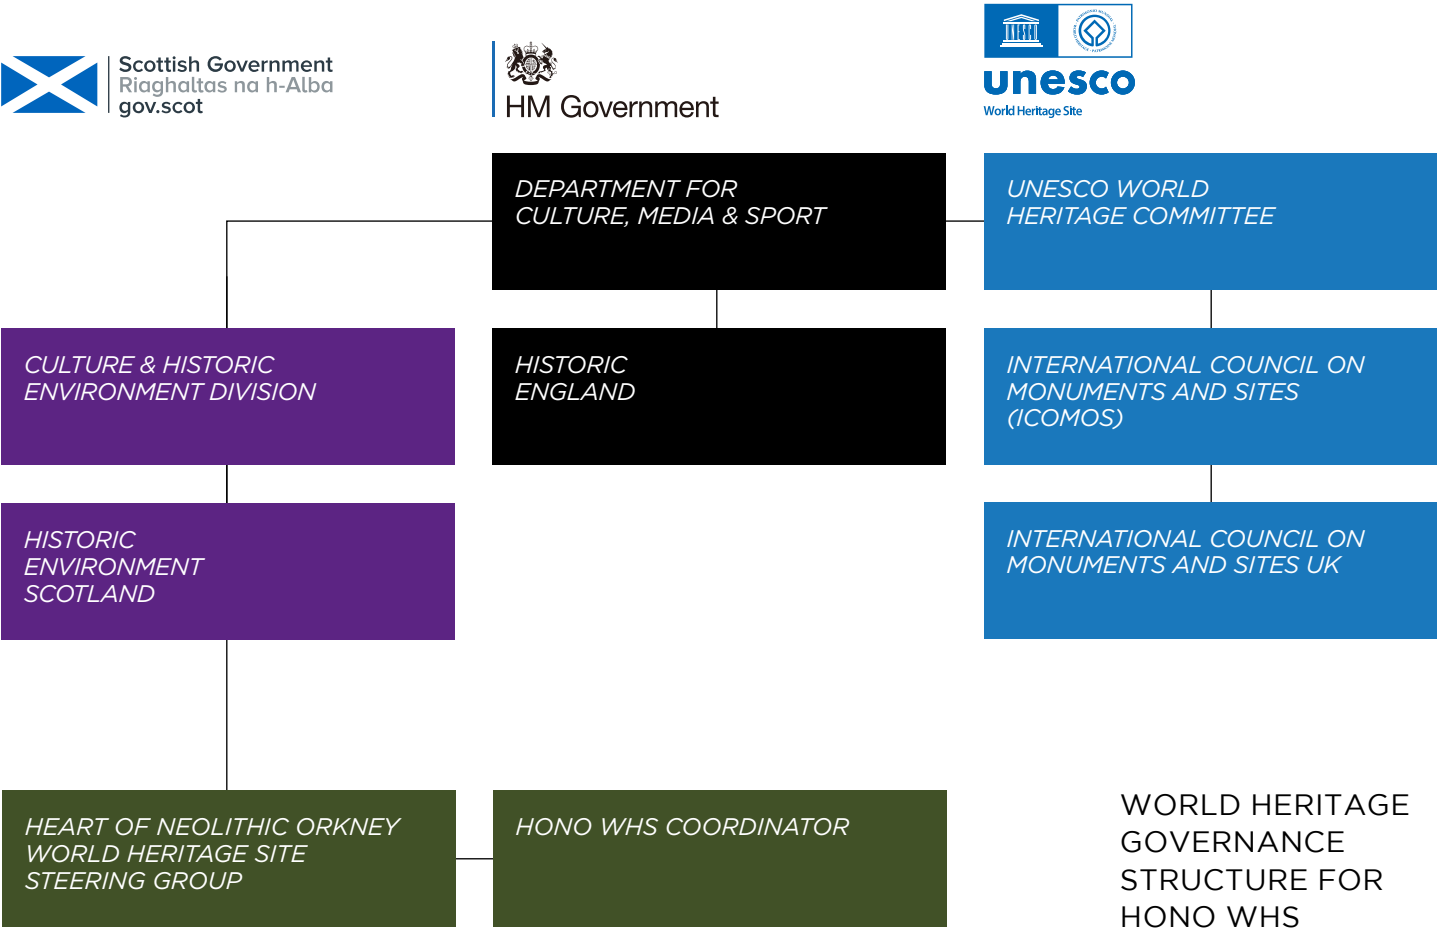 Scottish Government
Riaghaltas na h-Alba
gov.scot
HM Government
unesco
World Heritage Site
DEPARTMENT FOR
CULTURE, MEDIA & SPORT
UNESCO WORLD
HERITAGE COMMITTEE
CULTURE & HISTORIC
ENVIRONMENT DIVISION
HISTORIC
ENGLAND
INTERNATIONAL COUNCIL ON
MONUMENTS AND SITES
(ICOMOS)
HISTORIC
ENVIRONMENT
SCOTLAND
INTERNATIONAL COUNCIL ON
MONUMENTS AND SITES UK
HEART OF NEOLITHIC ORKNEY
WORLD HERITAGE SITE
STEERING GROUP
HONO WHS COORDINATOR
WORLD HERITAGE
GOVERNANCE
STRUCTURE FOR
HONO WHS